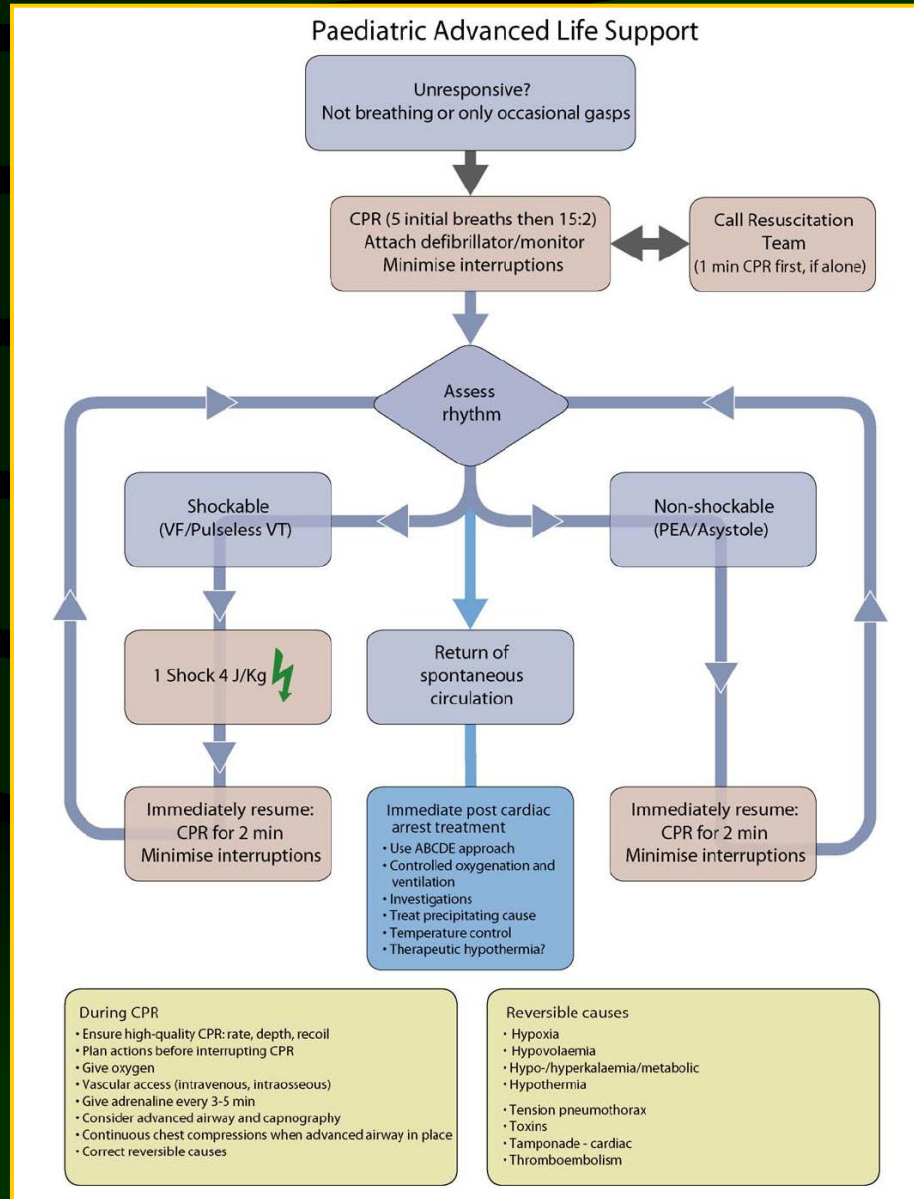 Paediatric Advanced Life Support
Unresponsive?
Not breathing or only occasional gasps
CPR (5 initial breaths then 15:2)
Attach defibrillator/monitor
Minimise interruptions
Call Resuscitation
Team
(1 min CPR first, if alone)
Assess
rhythm
Shockable
(VF/Pulseless VT)
Non-shockable
(PEA/Asystole)
1 Shock 4 J/Kg
Return of
spontaneous
circulation
Immediately resume:
CPR for 2 min
Minimise interruptions
Immediate post cardiac
arrest treatment
• Use ABCDE approach
• Controlled oxygenation and
ventilation
• Investigations
• Treat precipitating cause
• Temperature control
• Therapeutic hypothermia?
Immediately resume:
CPR for 2 min
Minimise interruptions
During CPR
• Ensure high-quality CPR: rate, depth, recoil
• Plan actions before interrupting CPR
• Give oxygen
• Vascular access (intravenous, intraosseous)
• Give adrenaline every 3-5 min
• Consider advanced airway and capnography
• Continuous chest compressions when advanced airway in place
• Correct reversible causes
Reversible causes
• Hypoxia
• Hypovolaemia
• Hypo-/hyperkalaemia/metabolic
• Hypothermia
• Tension pneumothorax
• Toxins
• Tamponade - cardiac
• Thromboembolism